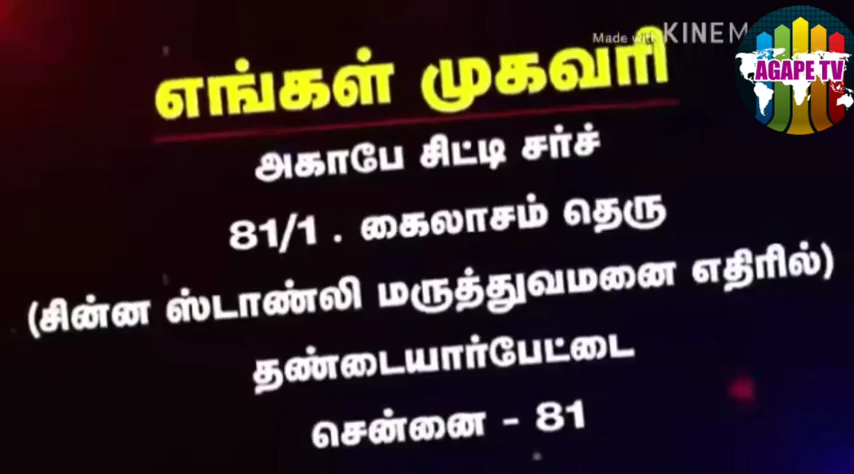 Made with KINEM
AGAPE TV
எங்கள் முகவரி
அகாபே சிட்டி சர்ச்
81/1 . கைலாசம் தெரு
(சின்ன ஸ்டாண்லி மருத்துவமனை எதிரில்)
தண்டையார்பேட்டை
சென்னை - 81